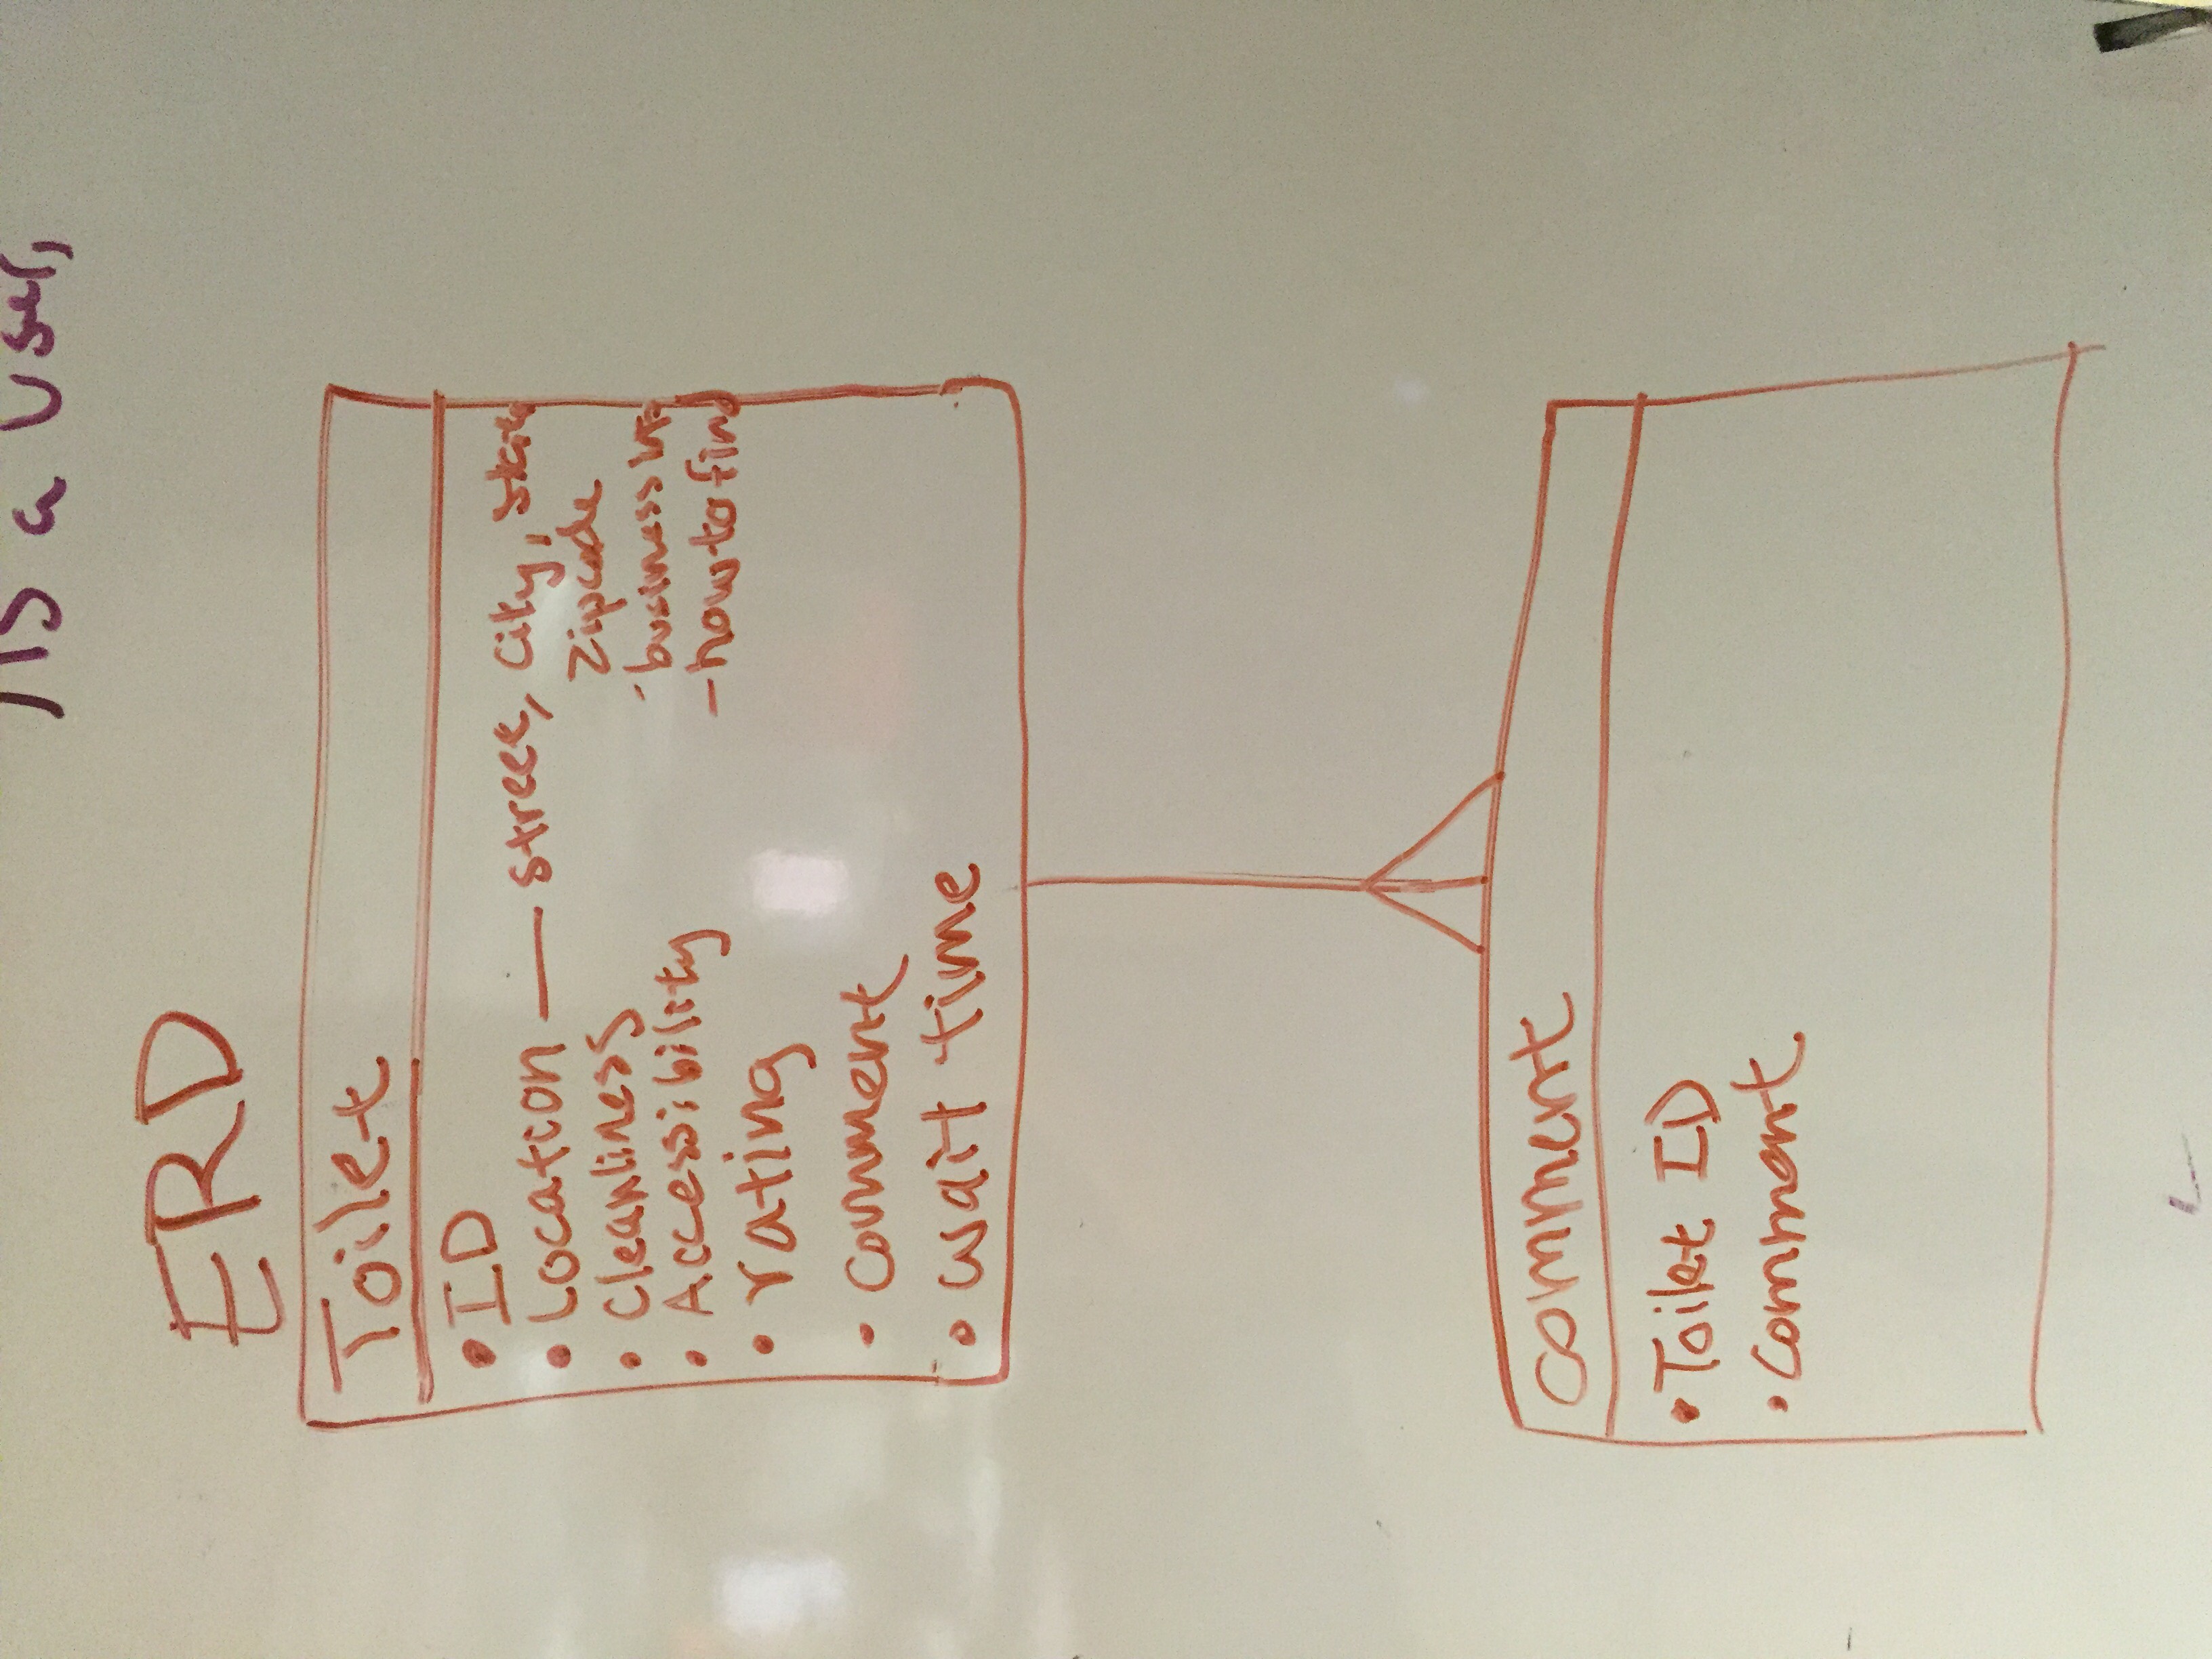 As a User,
ERD
Toilet
• ID
• Location — street, City, State
Zipcode
• Cleanliness
- business
• Accessibility
- how to find
• rating
• comment
• wait time
comment
• Toilet ID
• comment